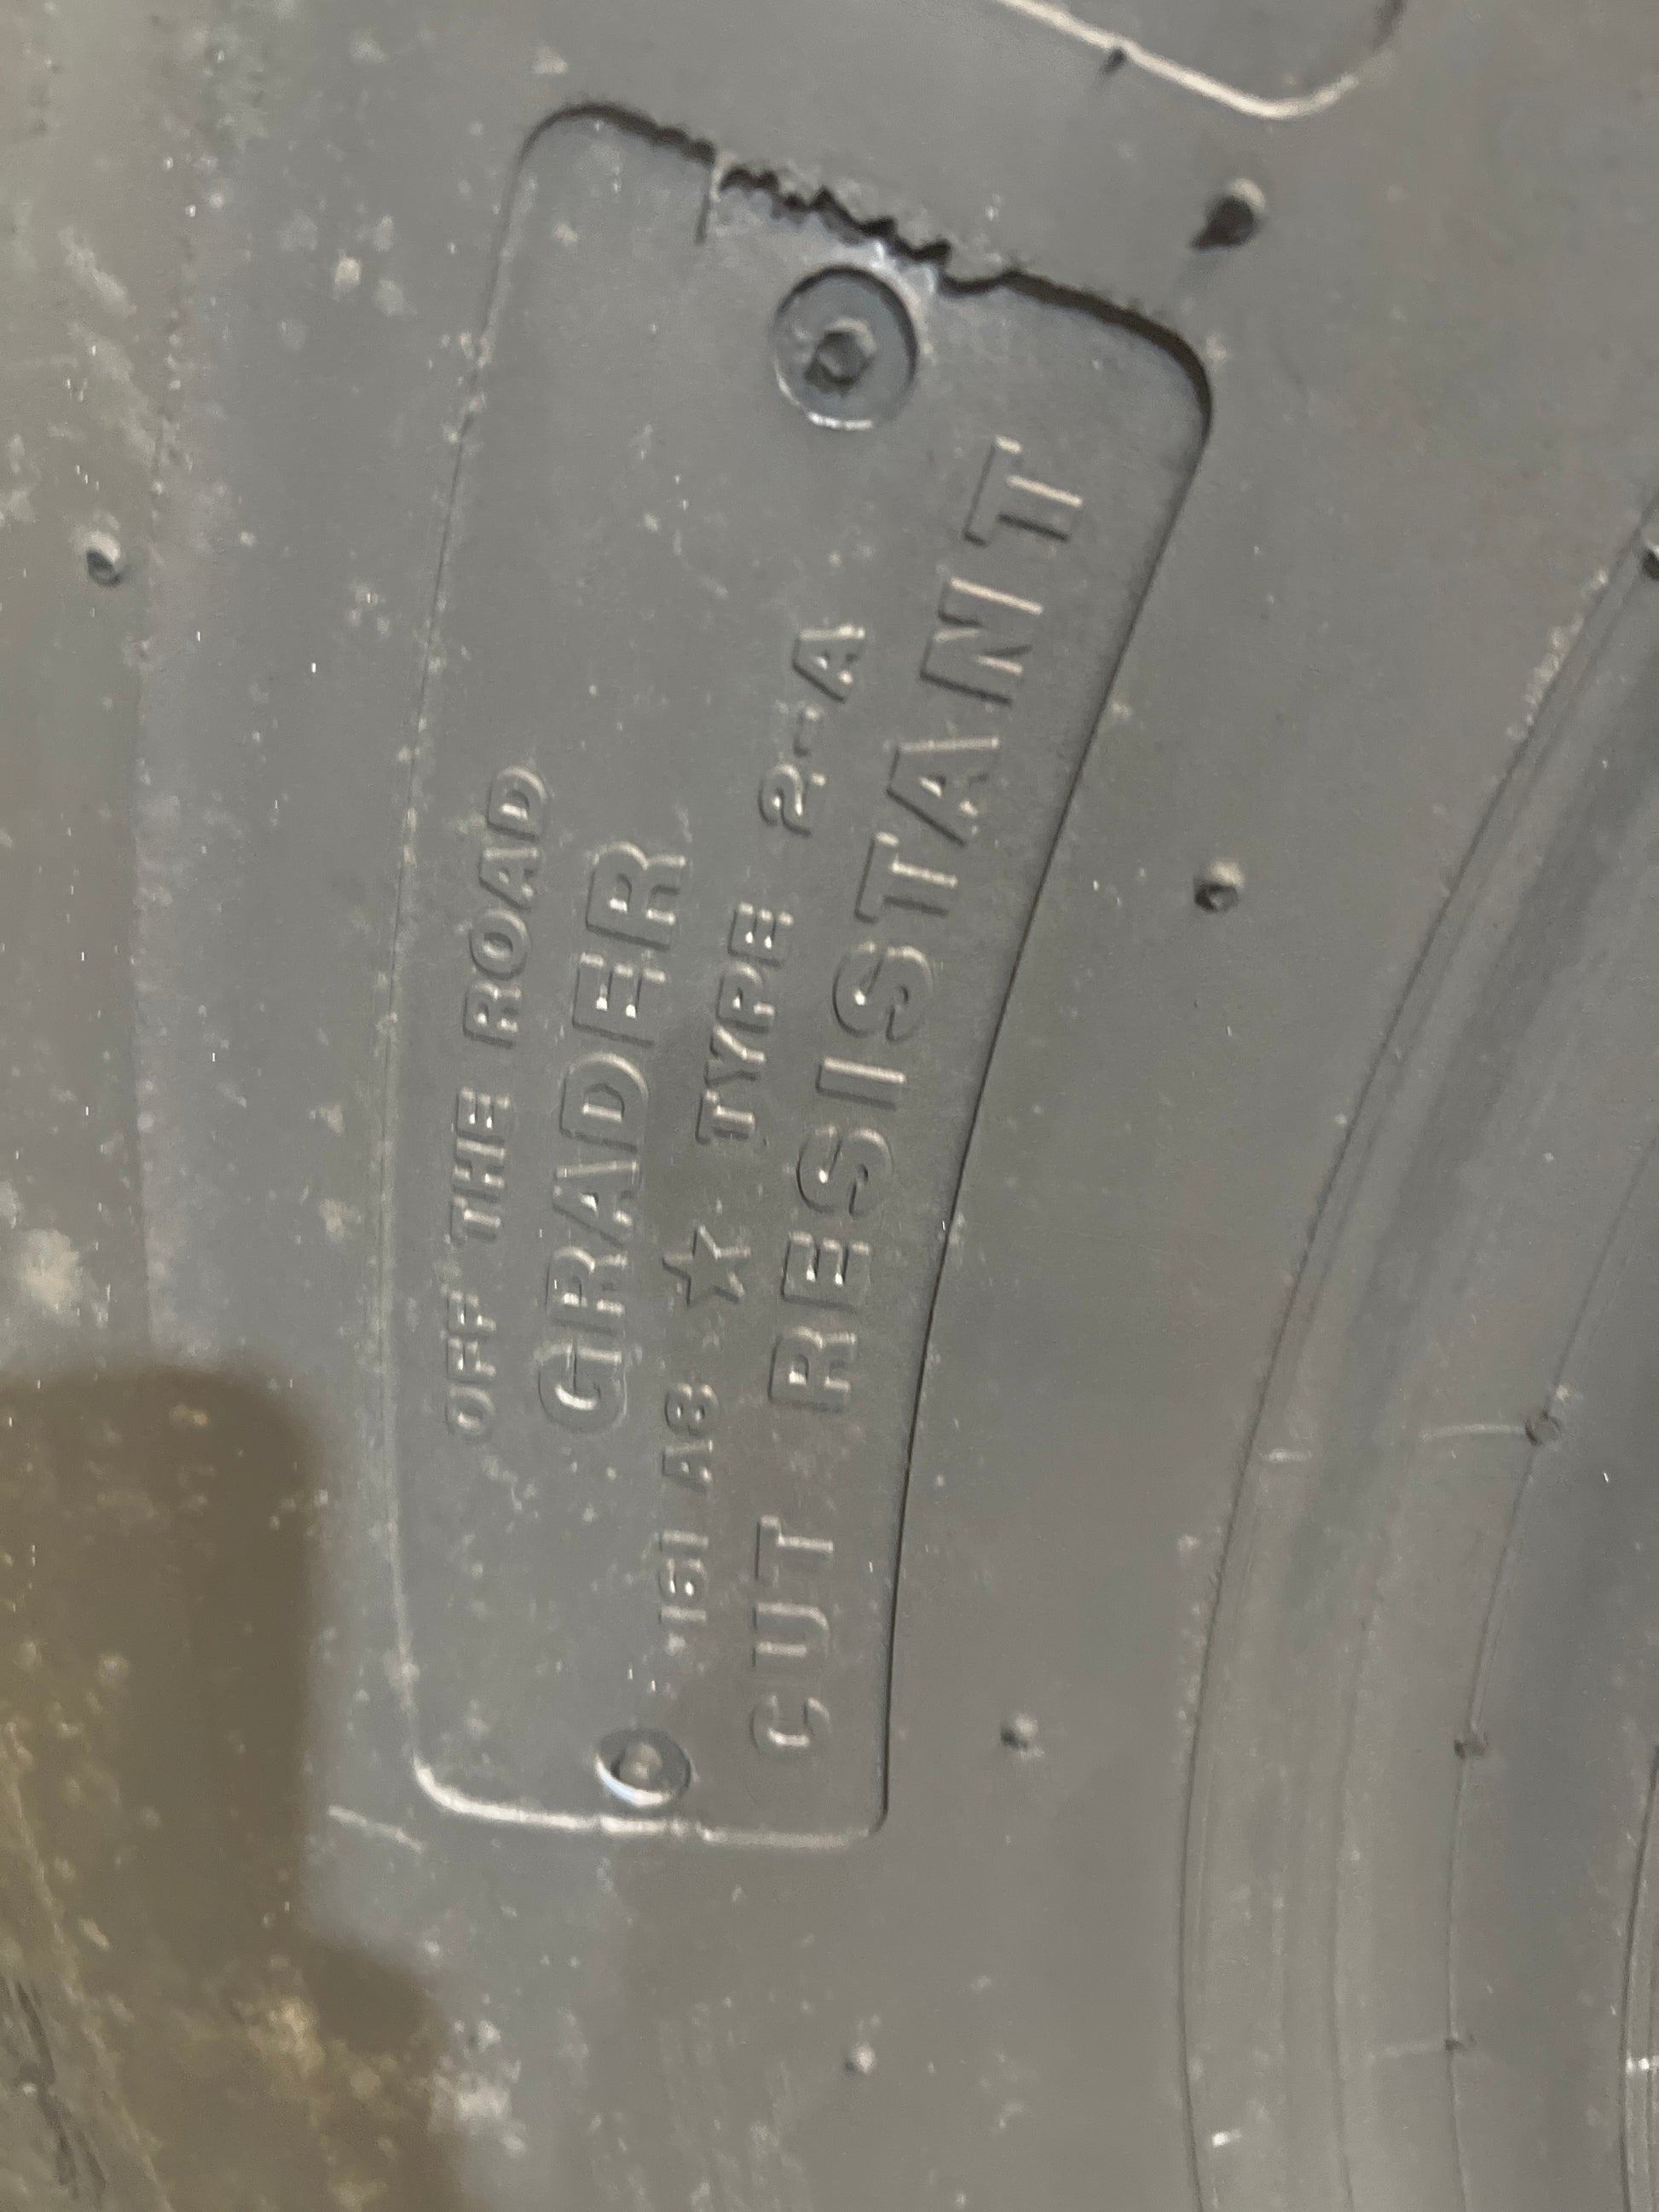 OFF THE ROAD
GRADER
161 A8 ★ TYPE 2-A
CUT RESISTANT